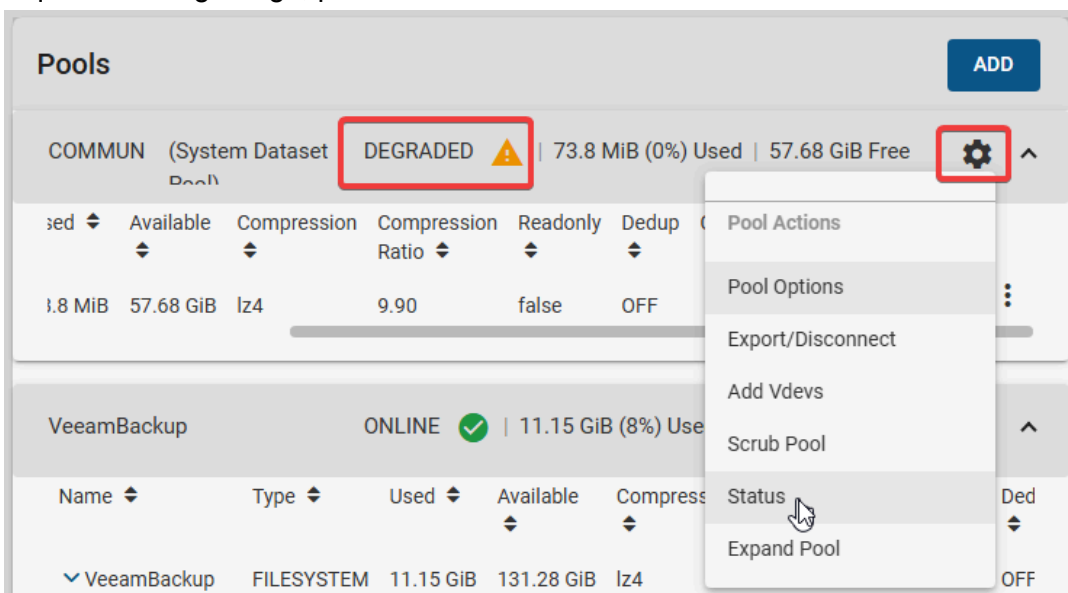 Pools
ADD
COMMUN (System Dataset DEGRADED | 73.8 MiB (0%) Used | 57.68 GiB Free
Available Compression Compression Readonly Dedup
Ratio
MiB 57.68 GiB lz4 9.90 false OFF
Pool Actions
Pool Options
Export/Disconnect
Add Vdevs
Scrub Pool
Status
Expand Pool
VeeamBackup ONLINE | 11.15 GiB (8%) Use
Name Type Used Available Compress Ded
VeeamBackup FILESYSTEM 11.15 GiB 131.28 GiB lz4 OFF